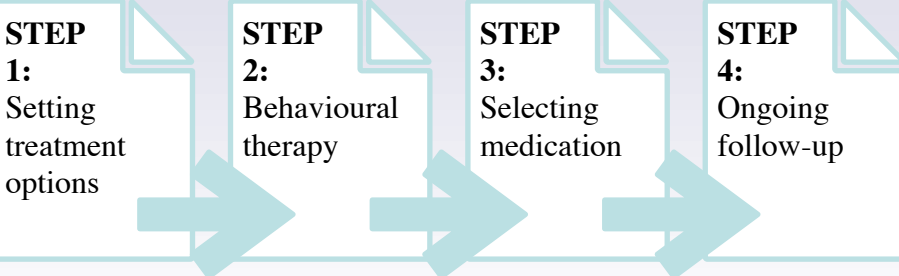 STEP
1:
Setting
treatment
options
STEP
2:
Behavioural
therapy
STEP
3:
Selecting
medication
STEP
4:
Ongoing
follow-up